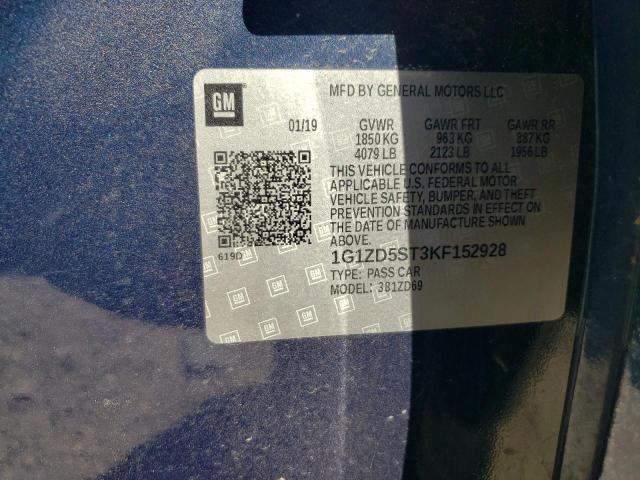 GM
MFD BY GENERAL MOTORS LLC
01/19 GVWR GAWR FRT GAWR RR
1850 KG 963 KG 887 KG
4079 LB 2123 LB 1956 LB
THIS VEHICLE CONFORMS TO ALL
APPLICABLE U.S. FEDERAL MOTOR
VEHICLE SAFETY, BUMPER, AND THEFT
PREVENTION STANDARDS IN EFFECT ON
THE DATE OF MANUFACTURE SHOWN
ABOVE.
619D
1G1ZD5ST3KF152928
TYPE: PASS CAR
MODEL: 381ZD69